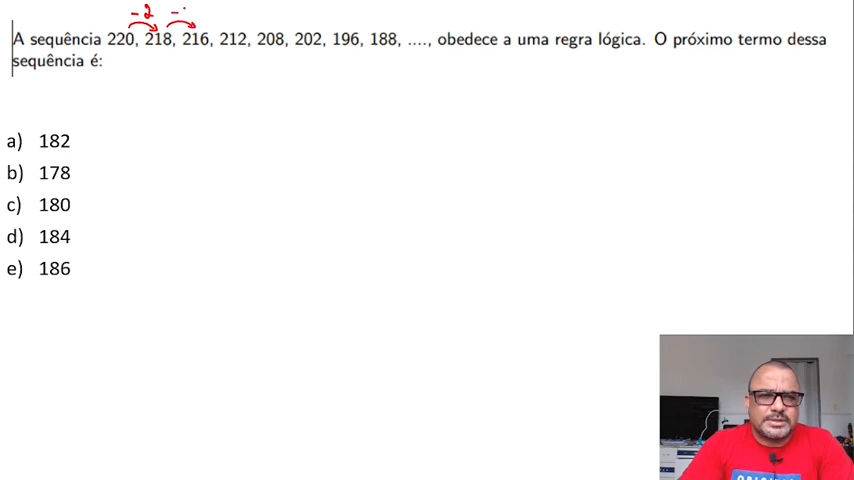 -2 -
A sequência 220, 218, 216, 212, 208, 202, 196, 188, ...., obedece a uma regra lógica. O próximo termo dessa
sequência é:
a) 182
b) 178
c) 180
d) 184
e) 186